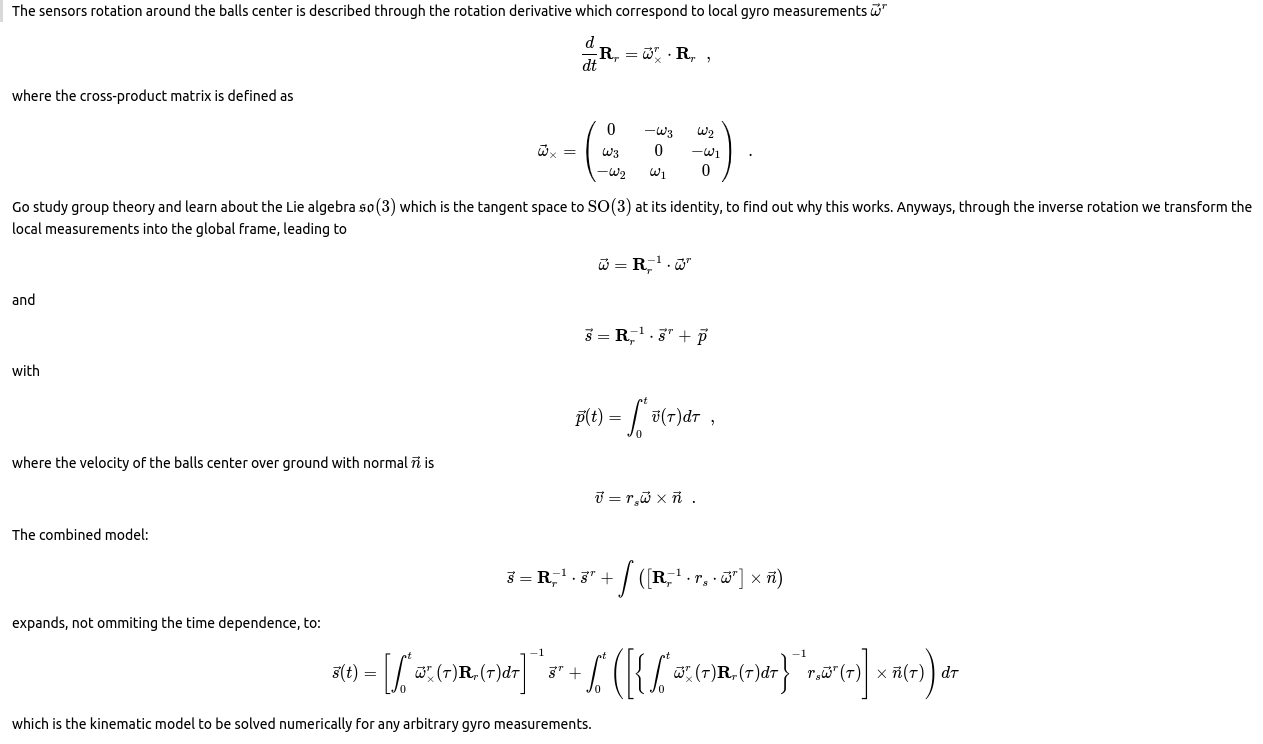 The sensors rotation around the balls center is described through the rotation derivative which correspond to local gyro measurements $\vec{\omega}^r$
$\frac{d}{dt}\mathbf{R}_r = \vec{\omega}^r_\times \cdot \mathbf{R}_r \;\; ,$
where the cross-product matrix is defined as
$\vec{\omega}_\times = \begin{pmatrix} 0 & -\omega_3 & \omega_2 \\ \omega_3 & 0 & -\omega_1 \\ -\omega_2 & \omega_1 & 0 \end{pmatrix} \;\; .$
Go study group theory and learn about the Lie algebra $\mathfrak{so}(3)$ which is the tangent space to $\mathrm{SO}(3)$ at its identity, to find out why this works. Anyways, through the inverse rotation we transform the
local measurements into the global frame, leading to
$\vec{\omega} = \mathbf{R}_r^{-1} \cdot \vec{\omega}^r$
and
$\vec{s} = \mathbf{R}_r^{-1} \cdot \vec{s}^r + \vec{p}$
with
$\vec{p}(t) = \int_0^t \vec{v}(\tau) d\tau \;\; ,$
where the velocity of the balls center over ground with normal $\vec{n}$ is
$\vec{v} = r_s \vec{\omega} \times \vec{n} \;\; .$
The combined model:
$\vec{s} = \mathbf{R}_r^{-1} \cdot \vec{s}^r + \int \left( [\mathbf{R}_r^{-1} \cdot r_s \cdot \vec{\omega}^r] \times \vec{n} \right)$
expands, not ommiting the time dependence, to:
$\vec{s}(t) = \left[ \int_0^t \vec{\omega}^r_\times(\tau) \mathbf{R}_r(\tau) d\tau \right]^{-1} \vec{s}^r + \int_0^t \left( \left[ \left\{ \int_0^t \vec{\omega}^r_\times(\tau) \mathbf{R}_r(\tau) d\tau \right\}^{-1} r_s \vec{\omega}^r(\tau) \right] \times \vec{n}(\tau) \right) d\tau$
which is the kinematic model to be solved numerically for any arbitrary gyro measurements.